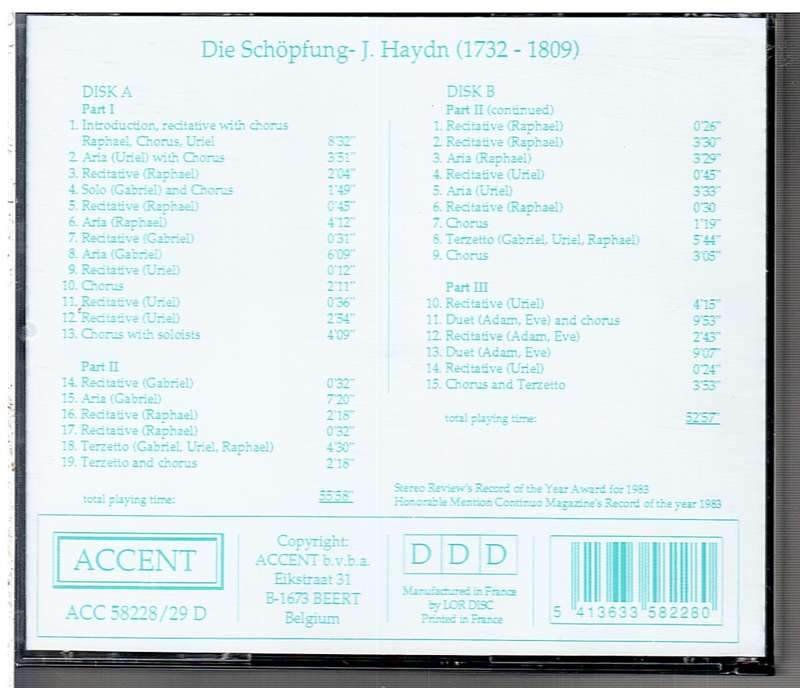 Die Schöpfung- J. Haydn (1732 - 1809)
DISK A
Part I
1. Introduction, recitative with chorus
Raphael, Chorus, Uriel 8'32"
2. Aria (Uriel) with Chorus 3'51"
3. Recitative (Raphael) 2'04"
4. Solo (Gabriel) and Chorus 1'49"
5. Recitative (Raphael) 0'45"
6. Aria (Raphael) 4'12"
7. Recitative (Gabriel) 0'31"
8. Aria (Gabriel) 6'09"
9. Recitative (Uriel) 0'12"
10. Chorus 2'11"
11. Recitative (Uriel) 0'36"
12. Recitative (Uriel) 2'54"
13. Chorus with soloists 4'09"
Part II
14. Recitative (Gabriel) 0'32"
15. Aria (Gabriel) 7'20"
16. Recitative (Raphael) 2'18"
17. Recitative (Raphael) 0'32"
18. Terzetto (Gabriel, Uriel, Raphael) 4'30"
19. Terzetto and chorus 2'18"
total playing time: 55'58"
DISK B
Part II (continued)
1. Recitative (Raphael) 0'26"
2. Recitative (Raphael) 3'30"
3. Aria (Raphael) 3'29"
4. Recitative (Uriel) 0'45"
5. Aria (Uriel) 3'33"
6. Recitative (Raphael) 0'30
7. Chorus 1'19"
8. Terzetto (Gabriel, Uriel, Raphael) 5'44"
9. Chorus 3'05"
Part III
10. Recitative (Uriel) 4'15"
11. Duet (Adam, Eve) and chorus 9'53"
12. Recitative (Adam, Eve) 2'43"
13. Duet (Adam, Eve) 9'07"
14. Recitative (Uriel) 0'24"
15. Chorus and Terzetto 3'53"
total playing time: 52'57"
Stereo Review's Record of the Year Award for 1983
Honorable Mention Continuo Magazine's Record of the year 1983
ACCENT
ACC 58228/29 D
Copyright:
ACCENT b.v.b.a.
Eikstraat 31
B-1673 BEERT
Belgium
D D D
Manufactured in France
by LOR DISC
Printed in France
5 413633 582280